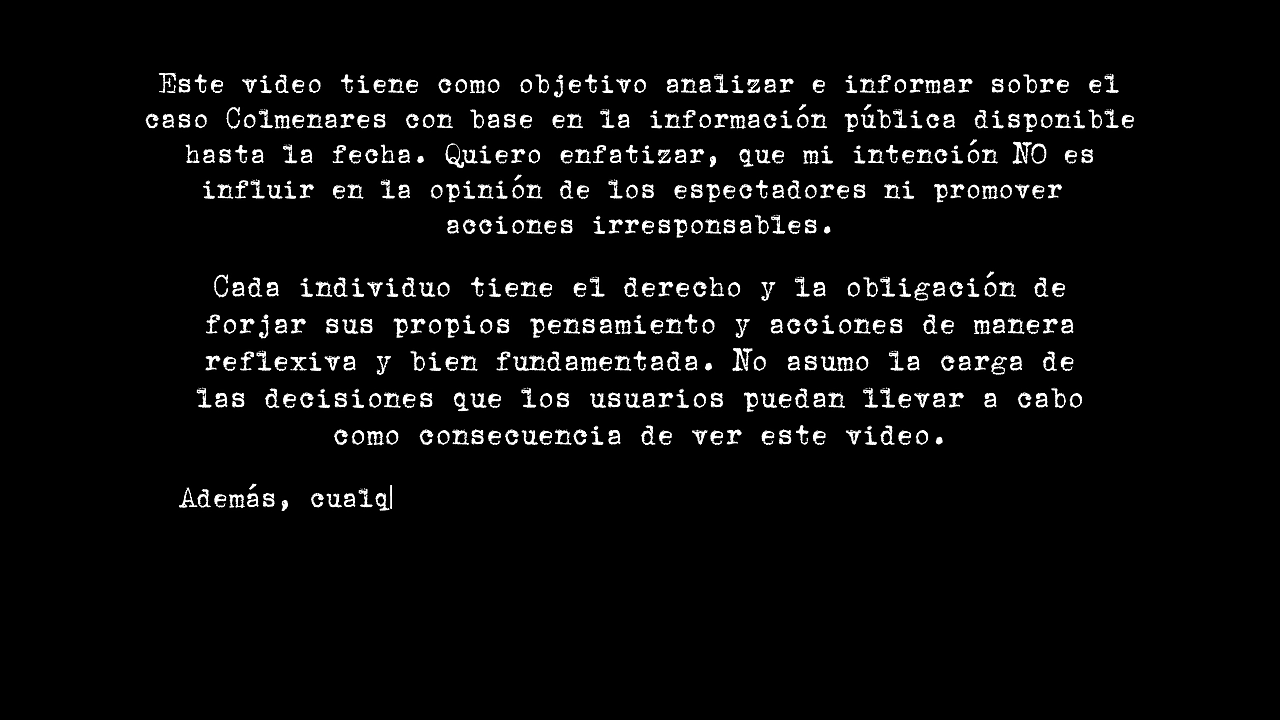 Este video tiene como objetivo analizar e informar sobre el
caso Colmenares con base en la información pública disponible
hasta la fecha. Quiero enfatizar, que mi intención NO es
influir en la opinión de los espectadores ni promover
acciones irresponsables.
Cada individuo tiene el derecho y la obligación de
forjar sus propios pensamiento y acciones de manera
reflexiva y bien fundamentada. No asumo la carga de
las decisiones que los usuarios puedan llevar a cabo
como consecuencia de ver este video.
Además, cualq